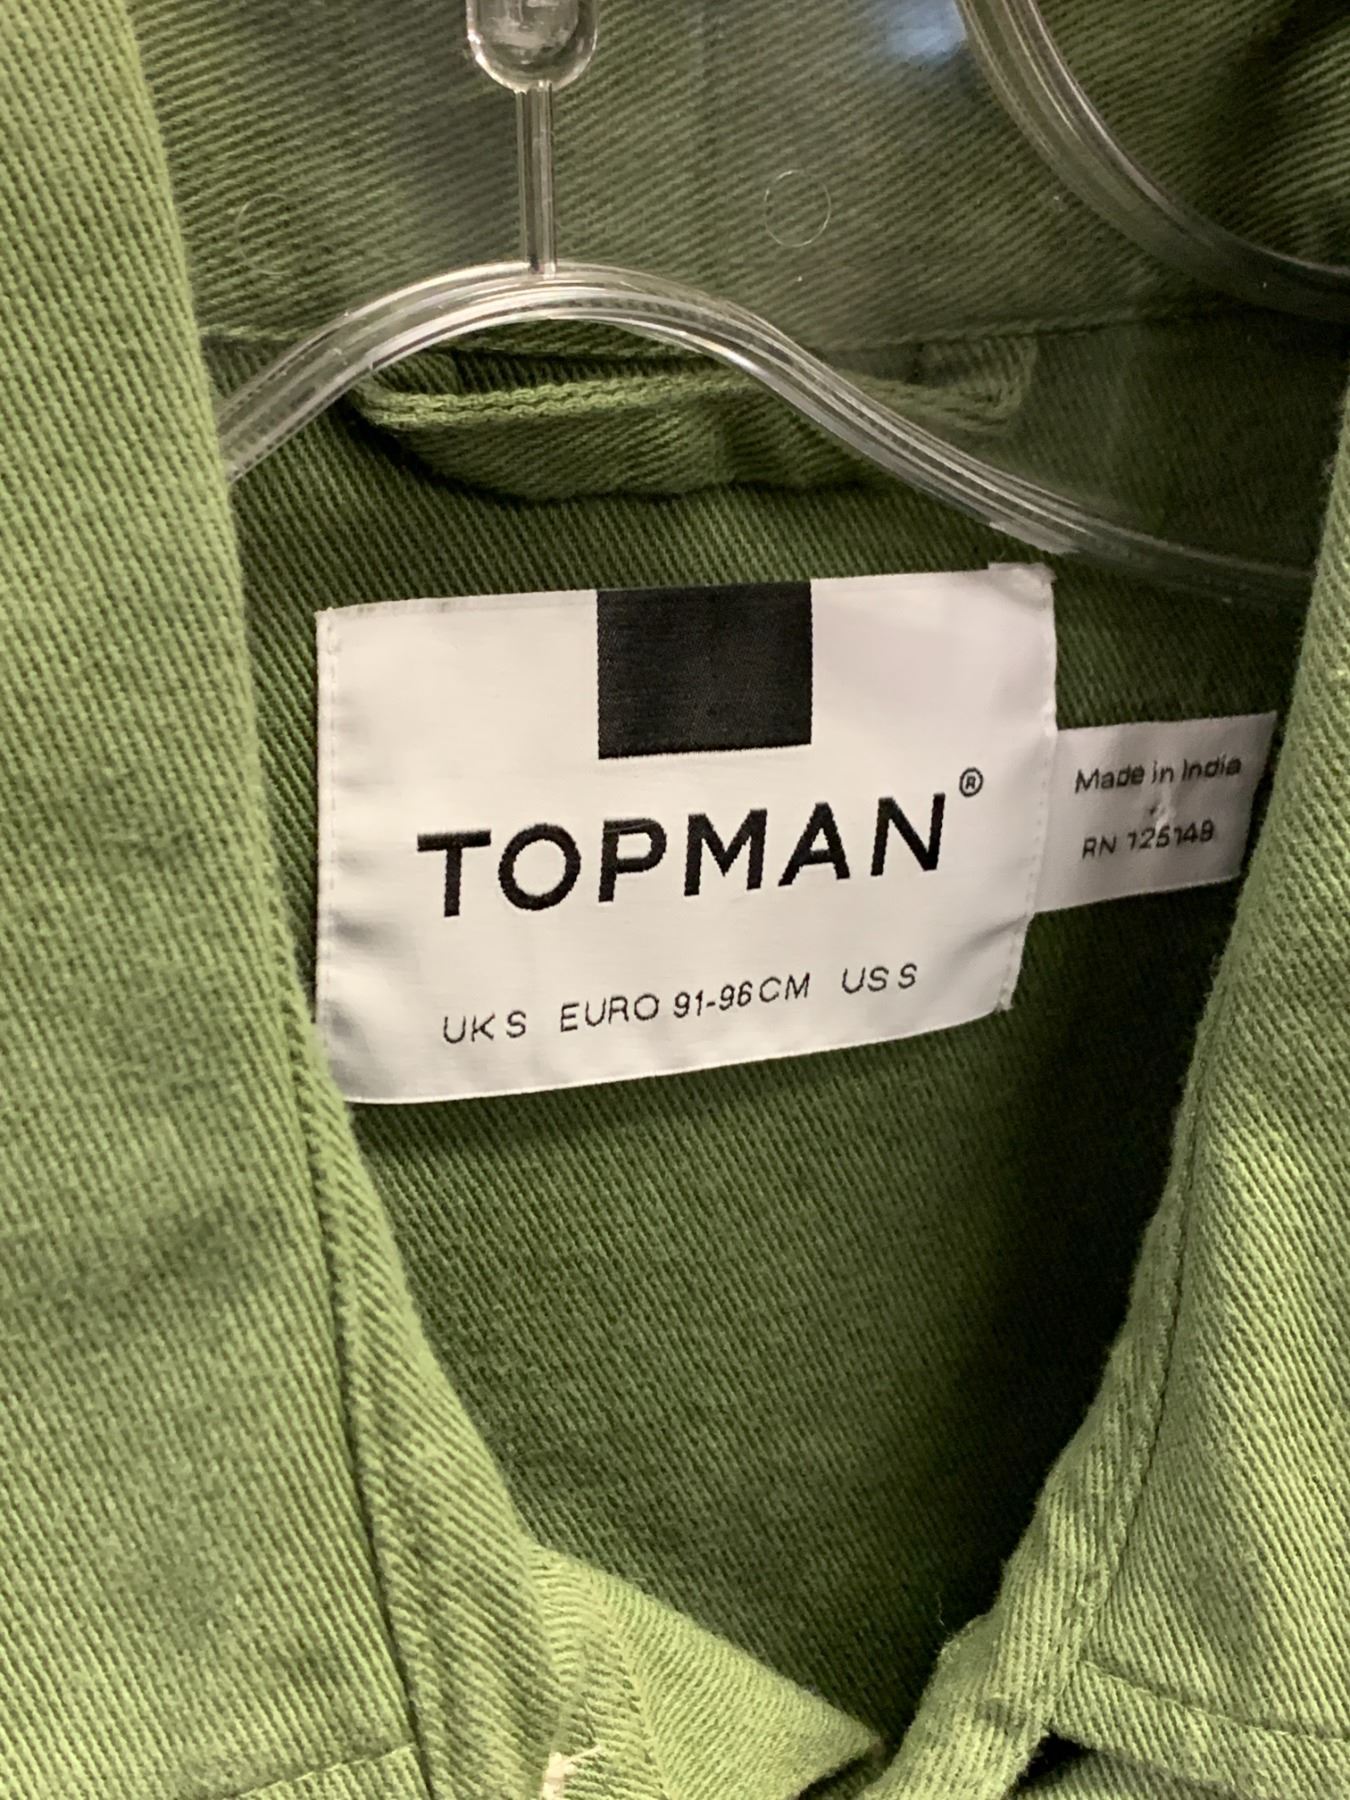 TOPMAN®
UK S EURO 91-96CM US S
Made in India
RN 125148